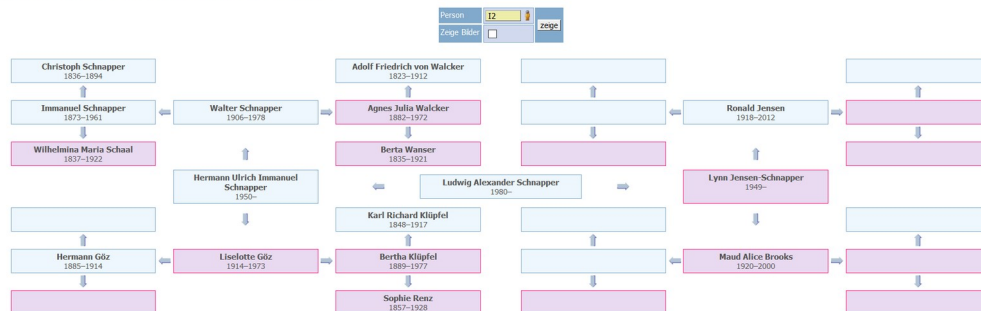 Person I2 zeige
Zeige Bilder
Christoph Schnapper
1836–1894
Adolf Friedrich von Walcker
1823–1912
Immanuel Schnapper
1873–1961
Walter Schnapper
1906–1978
Agnes Julia Walcker
1882–1972
Ronald Jensen
1918–2012
Wilhelmina Maria Schaal
1837–1922
Berta Wanser
1835–1921
Hermann Ulrich Immanuel
Schnapper
1950–
Ludwig Alexander Schnapper
1980–
Lynn Jensen-Schnapper
1949–
Karl Richard Klüpfel
1848–1917
Hermann Göz
1885–1914
Liselotte Göz
1914–1973
Bertha Klüpfel
1889–1977
Maud Alice Brooks
1920–2000
Sophie Renz
1857–1928